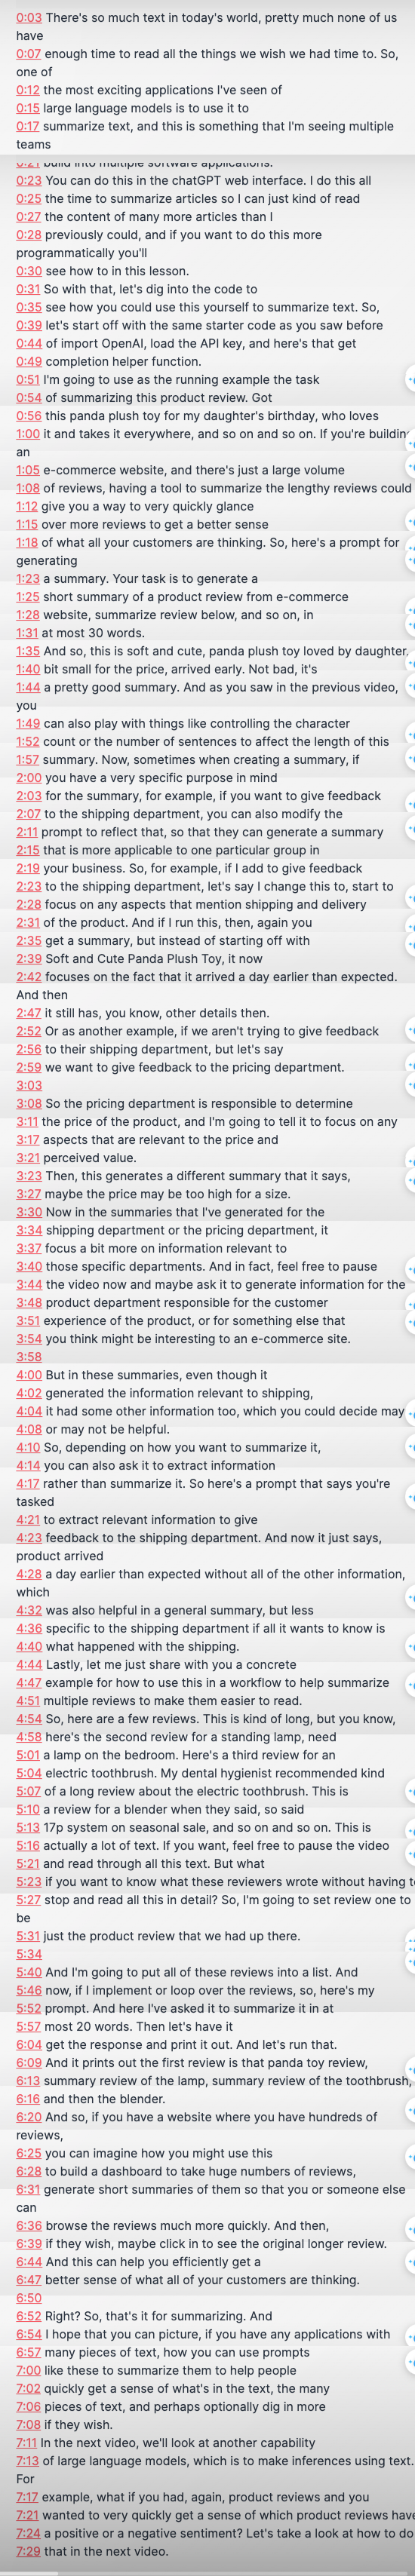 0:03 There's so much text in today's world, pretty much none of us
have
0:07 enough time to read all the things we wish we had time to. So,
one of
0:12 the most exciting applications I've seen of
0:15 large language models is to use it to
0:17 summarize text, and this is something that I'm seeing multiple
teams
0:21 build into multiple software applications.
0:23 You can do this in the chatGPT web interface. I do this all
0:25 the time to summarize articles so I can just kind of read
0:27 the content of many more articles than I
0:28 previously could, and if you want to do this more
programmatically you'll
0:30 see how to in this lesson.
0:31 So with that, let's dig into the code to
0:35 see how you could use this yourself to summarize text. So,
0:39 let's start off with the same starter code as you saw before
0:44 of import OpenAI, load the API key, and here's that get
0:49 completion helper function.
0:51 I'm going to use as the running example the task
0:54 of summarizing this product review. Got
0:56 this panda plush toy for my daughter's birthday, who loves
1:00 it and takes it everywhere, and so on and so on. If you're building
an
1:05 e-commerce website, and there's just a large volume
1:08 of reviews, having a tool to summarize the lengthy reviews could
1:12 give you a way to very quickly glance
1:15 over more reviews to get a better sense
1:18 of what all your customers are thinking. So, here's a prompt for
generating
1:23 a summary. Your task is to generate a
1:25 short summary of a product review from e-commerce
1:28 website, summarize review below, and so on, in
1:31 at most 30 words.
1:35 And so, this is soft and cute, panda plush toy loved by daughter,
1:40 bit small for the price, arrived early. Not bad, it's
1:44 a pretty good summary. And as you saw in the previous video,
you
1:49 can also play with things like controlling the character
1:52 count or the number of sentences to affect the length of this
1:57 summary. Now, sometimes when creating a summary, if
2:00 you have a very specific purpose in mind
2:03 for the summary, for example, if you want to give feedback
2:07 to the shipping department, you can also modify the
2:11 prompt to reflect that, so that they can generate a summary
2:15 that is more applicable to one particular group in
2:19 your business. So, for example, if I add to give feedback
2:23 to the shipping department, let's say I change this to, start to
2:28 focus on any aspects that mention shipping and delivery
2:31 of the product. And if I run this, then, again you
2:35 get a summary, but instead of starting off with
2:39 Soft and Cute Panda Plush Toy, it now
2:42 focuses on the fact that it arrived a day earlier than expected.
And then
2:47 it still has, you know, other details then.
2:52 Or as another example, if we aren't trying to give feedback
2:56 to their shipping department, but let's say
2:59 we want to give feedback to the pricing department.
3:03
3:08 So the pricing department is responsible to determine
3:11 the price of the product, and I'm going to tell it to focus on any
3:17 aspects that are relevant to the price and
3:21 perceived value.
3:23 Then, this generates a different summary that it says,
3:27 maybe the price may be too high for a size.
3:30 Now in the summaries that I've generated for the
3:34 shipping department or the pricing department, it
3:37 focus a bit more on information relevant to
3:40 those specific departments. And in fact, feel free to pause
3:44 the video now and maybe ask it to generate information for the
3:48 product department responsible for the customer
3:51 experience of the product, or for something else that
3:54 you think might be interesting to an e-commerce site.
3:58
4:00 But in these summaries, even though it
4:02 generated the information relevant to shipping,
4:04 it had some other information too, which you could decide may
4:08 or may not be helpful.
4:10 So, depending on how you want to summarize it,
4:14 you can also ask it to extract information
4:17 rather than summarize it. So here's a prompt that says you're
tasked
4:21 to extract relevant information to give
4:23 feedback to the shipping department. And now it just says,
product arrived
4:28 a day earlier than expected without all of the other information,
which
4:32 was also helpful in a general summary, but less
4:36 specific to the shipping department if all it wants to know is
4:40 what happened with the shipping.
4:44 Lastly, let me just share with you a concrete
4:47 example for how to use this in a workflow to help summarize
4:51 multiple reviews to make them easier to read.
4:54 So, here are a few reviews. This is kind of long, but you know,
4:58 here's the second review for a standing lamp, need
5:01 a lamp on the bedroom. Here's a third review for an
5:04 electric toothbrush. My dental hygienist recommended kind
5:07 of a long review about the electric toothbrush. This is
5:10 a review for a blender when they said, so said
5:13 17p system on seasonal sale, and so on and so on. This is
5:16 actually a lot of text. If you want, feel free to pause the video
5:21 and read through all this text. But what
5:23 if you want to know what these reviewers wrote without having to
5:27 stop and read all this in detail? So, I'm going to set review one to
be
5:31 just the product review that we had up there.
5:34
5:40 And I'm going to put all of these reviews into a list. And
5:46 now, if I implement or loop over the reviews, so, here's my
5:52 prompt. And here I've asked it to summarize it in at
5:57 most 20 words. Then let's have it
6:04 get the response and print it out. And let's run that.
6:09 And it prints out the first review is that panda toy review,
6:13 summary review of the lamp, summary review of the toothbrush,
6:16 and then the blender.
6:20 And so, if you have a website where you have hundreds of
reviews,
6:25 you can imagine how you might use this
6:28 to build a dashboard to take huge numbers of reviews,
6:31 generate short summaries of them so that you or someone else
can
6:36 browse the reviews much more quickly. And then,
6:39 if they wish, maybe click in to see the original longer review.
6:44 And this can help you efficiently get a
6:47 better sense of what all of your customers are thinking.
6:50
6:52 Right? So, that's it for summarizing. And
6:54 I hope that you can picture, if you have any applications with
6:57 many pieces of text, how you can use prompts
7:00 like these to summarize them to help people
7:02 quickly get a sense of what's in the text, the many
7:06 pieces of text, and perhaps optionally dig in more
7:08 if they wish.
7:11 In the next video, we'll look at another capability
7:13 of large language models, which is to make inferences using text.
For
7:17 example, what if you had, again, product reviews and you
7:21 wanted to very quickly get a sense of which product reviews have
7:24 a positive or a negative sentiment? Let's take a look at how to do
7:29 that in the next video.